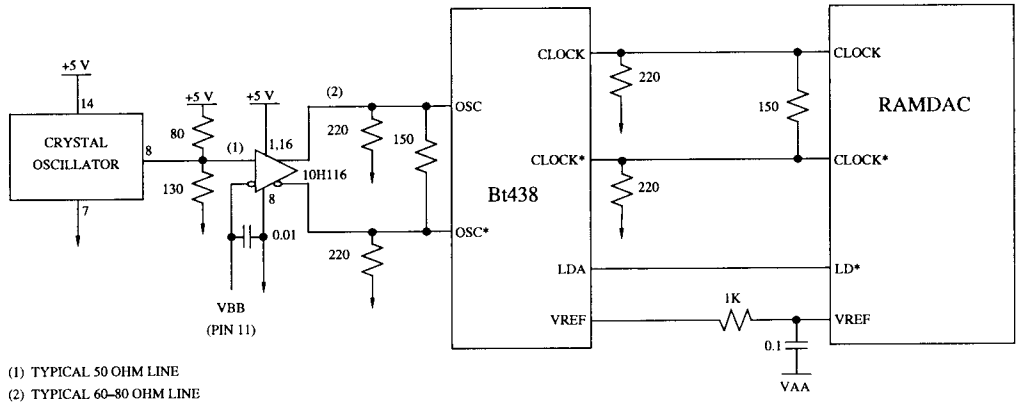 +5 V
14
CRYSTAL
OSCILLATOR
8
7
+5 V
80
130
(1)
+5 V
1,16
10H116
8
0.01
VBB
(PIN 11)
(2)
220
150
220
OSC
OSC*
Bt438
CLOCK
CLOCK*
LDA
VREF
220
150
220
1K
0.1
VAA
CLOCK
RAMDAC
CLOCK*
LD*
VREF
(1) TYPICAL 50 OHM LINE
(2) TYPICAL 60–80 OHM LINE